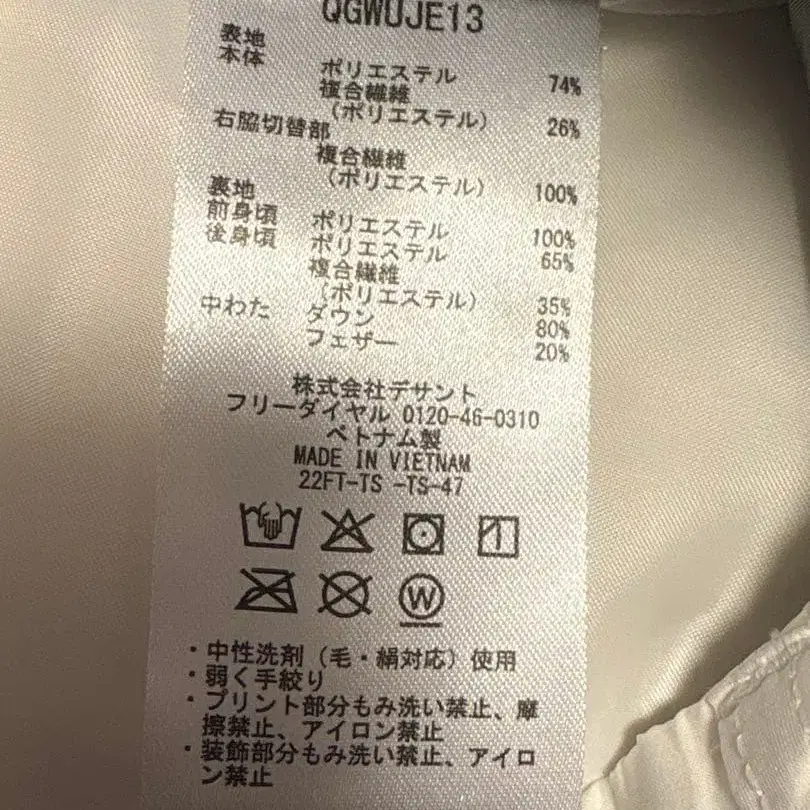 QGWUJE13
表地
本体 ポリエステル 74%
複合繊維
（ポリエステル） 26%
右脇切替部
複合繊維
（ポリエステル） 100%
裏地
前身頃 ポリエステル 100%
後身頃 ポリエステル 65%
複合繊維
（ポリエステル） 35%
中わた ダウン 80%
フェザー 20%
株式会社デサント
フリーダイヤル 0120-46-0310
ベトナム製
MADE IN VIETNAM
22FT-TS -TS-47
W
・中性洗剤（毛・絹対応）使用
・弱く手絞り
・プリント部分もみ洗い禁止、摩
擦禁止、アイロン禁止
・装飾部分もみ洗い禁止、アイロ
ン禁止